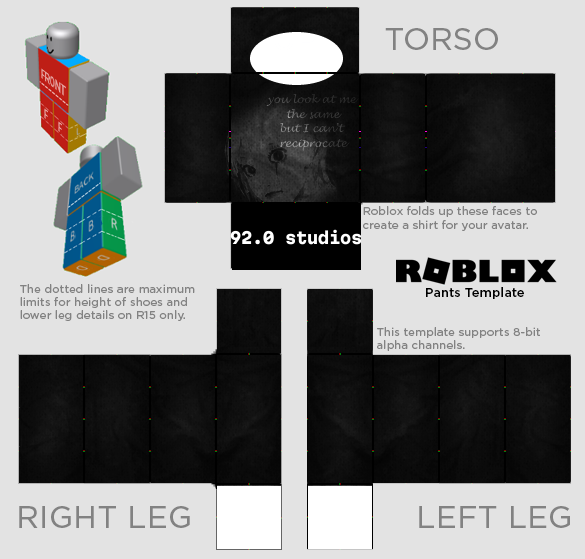 TORSO
FRONT
F
F
L
you look at me
the same
but I can't
reciprocate
BACK
B
B
R
Roblox folds up these faces to
create a shirt for your avatar.
92.0 studios
ROBLOX
Pants Template
The dotted lines are maximum
limits for height of shoes and
lower leg details on R15 only.
This template supports 8-bit
alpha channels.
RIGHT LEG
LEFT LEG